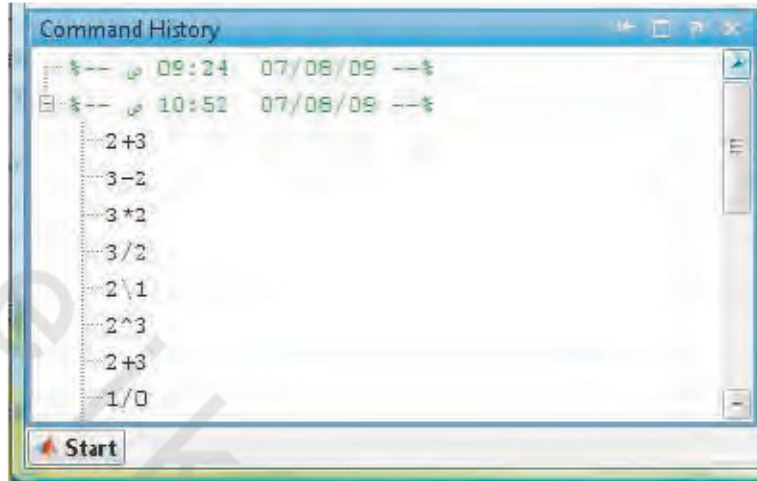 Command History
%-- ص 09:24 07/08/09 --%
%-- ص 10:52 07/08/09 --%
2+3
3-2
3*2
3/2
2\1
2^3
2+3
1/0
Start